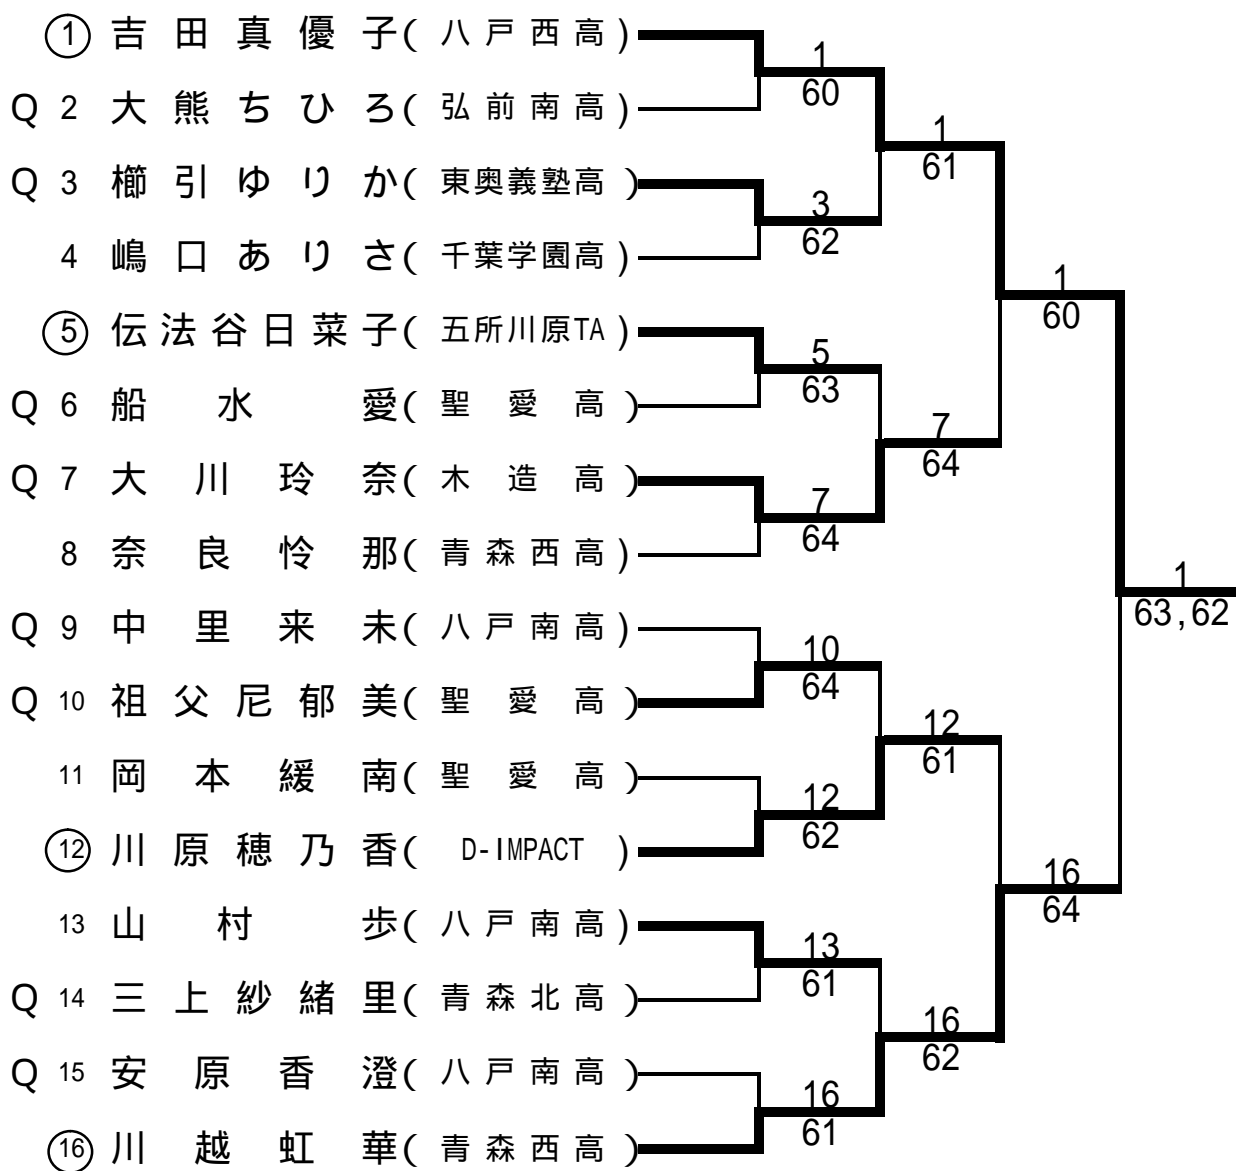 ① 吉田真優子( 八戸西高 )
1
60
Q 2 大熊ちひろ( 弘前南高 )
1
61
Q 3 櫛引ゆりか( 東奥義塾高 )
3
62
4 嶋口ありさ( 千葉学園高 )
1
60
⑤ 伝法谷日菜子( 五所川原TA )
5
63
Q 6 船水愛( 聖愛高 )
7
64
Q 7 大川玲奈( 木造高 )
7
64
8 奈良怜那( 青森西高 )
1
63,62
Q 9 中里来未( 八戸南高 )
10
64
Q 10 祖父尼郁美( 聖愛高 )
12
61
11 岡本緩南( 聖愛高 )
12
62
⑫ 川原穂乃香( D-IMPACT )
16
64
13 山村歩( 八戸南高 )
13
61
Q 14 三上紗緒里( 青森北高 )
16
62
Q 15 安原香澄( 八戸南高 )
16
61
⑯ 川越虹華( 青森西高 )